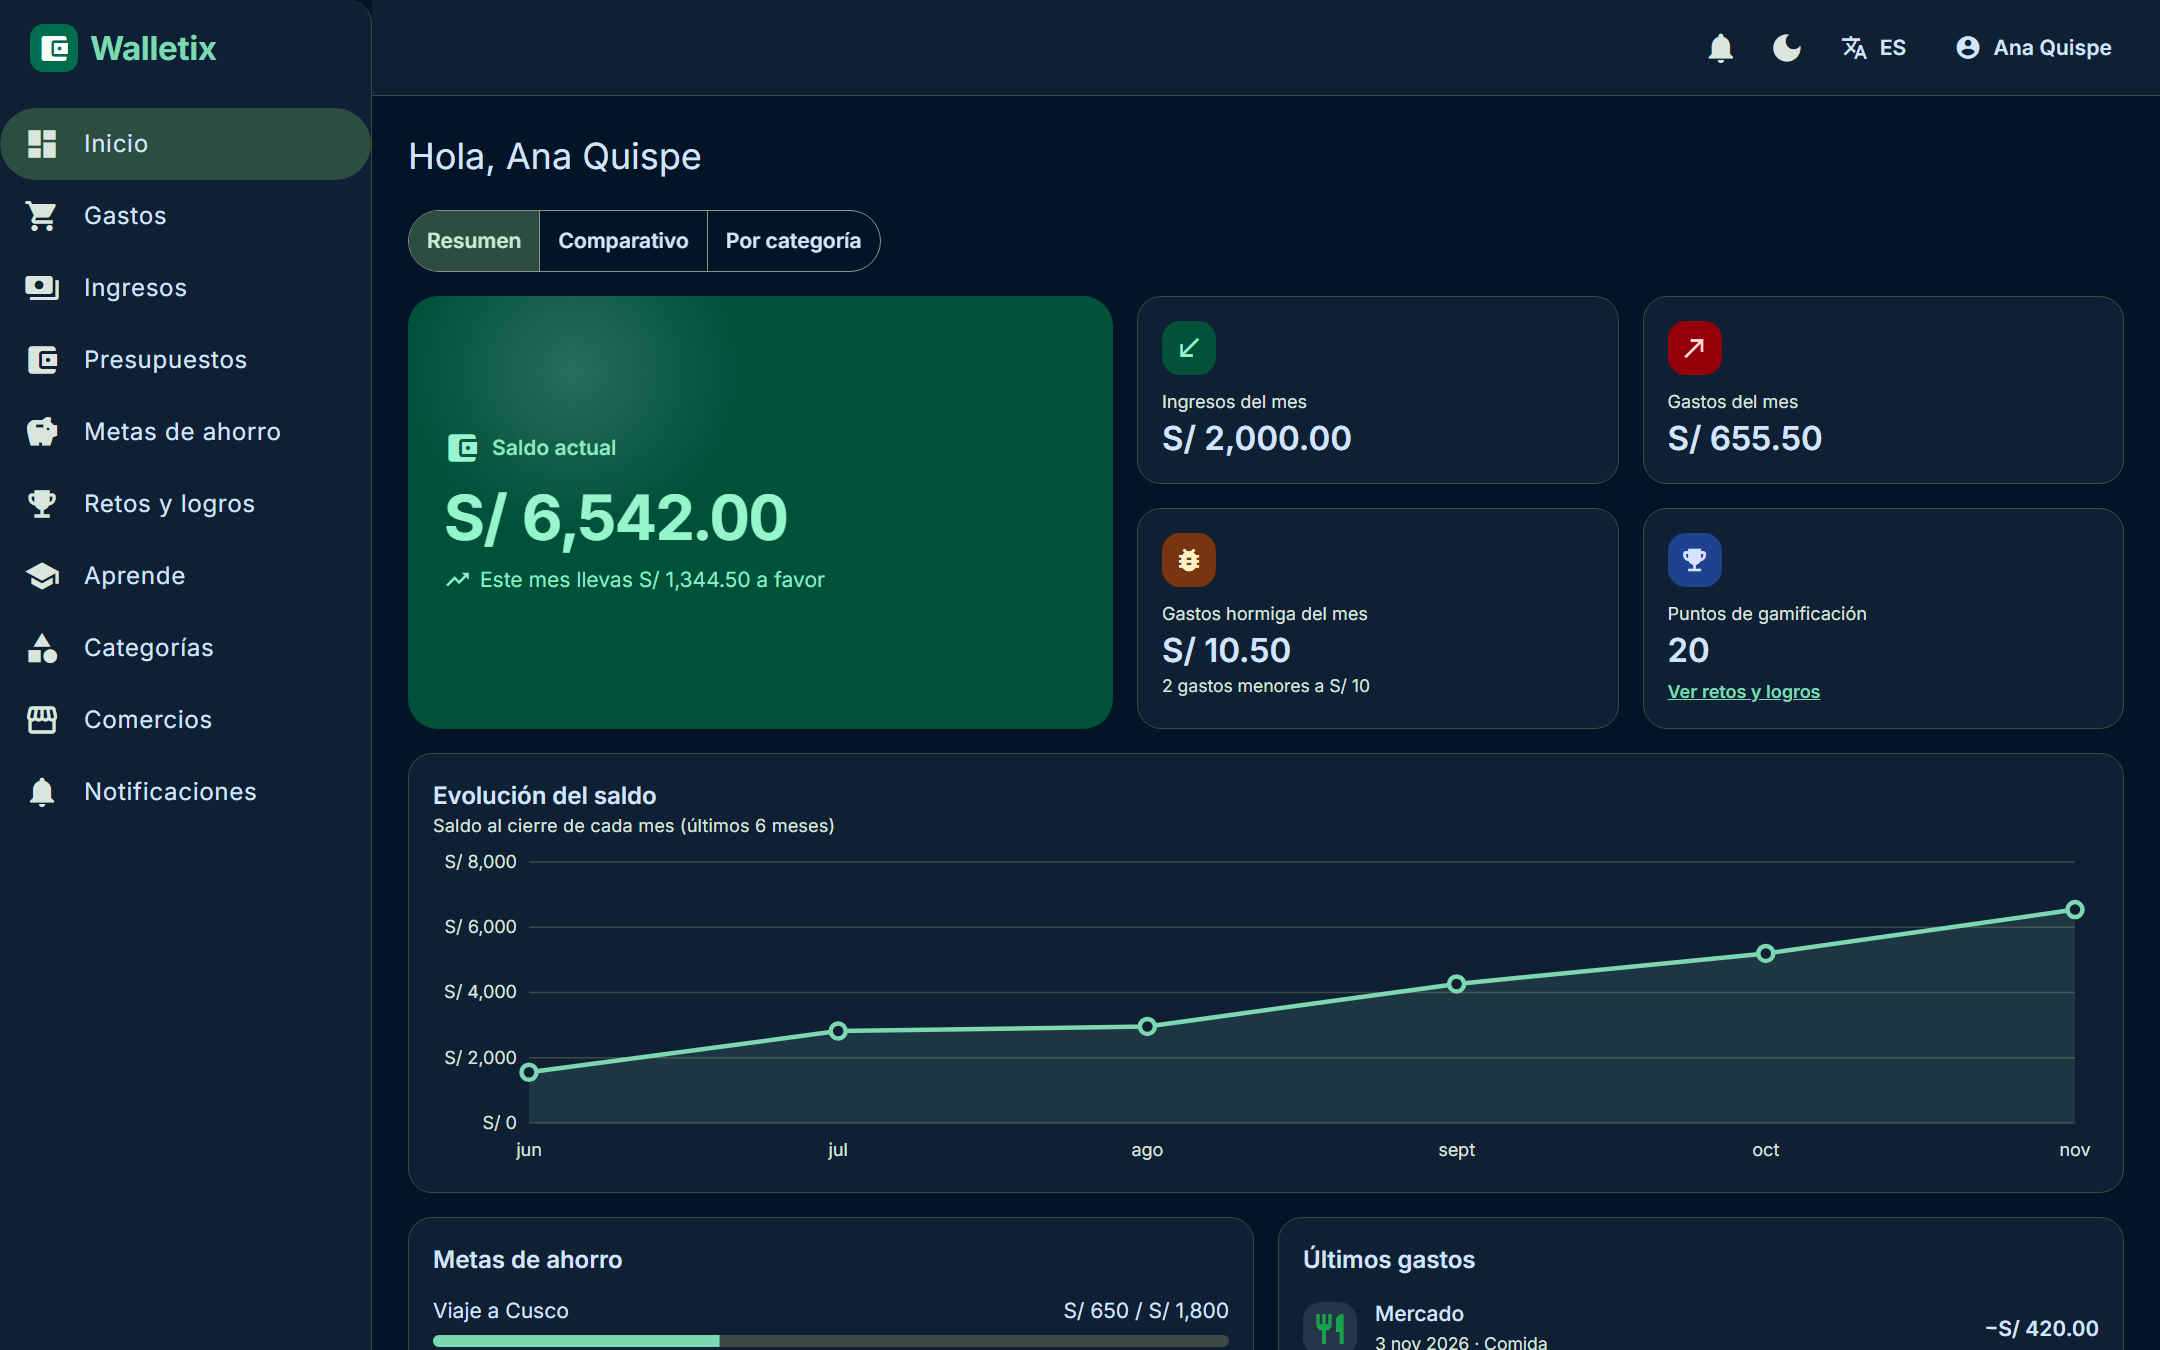 Walletix
ES
Ana Quispe
Inicio
Gastos
Ingresos
Presupuestos
Metas de ahorro
Retos y logros
Aprende
Categorías
Comercios
Notificaciones
Hola, Ana Quispe
Resumen
Comparativo
Por categoría
Saldo actual
S/ 6,542.00
Este mes llevas S/ 1,344.50 a favor
Ingresos del mes
S/ 2,000.00
Gastos del mes
S/ 655.50
Gastos hormiga del mes
S/ 10.50
2 gastos menores a S/ 10
Puntos de gamificación
20
Ver retos y logros
Evolución del saldo
Saldo al cierre de cada mes (últimos 6 meses)
S/ 8,000
S/ 6,000
S/ 4,000
S/ 2,000
S/ 0
jun
jul
ago
sept
oct
nov
Metas de ahorro
Viaje a Cusco
S/ 650 / S/ 1,800
Últimos gastos
Mercado
3 nov 2026 · Comida
−S/ 420.00